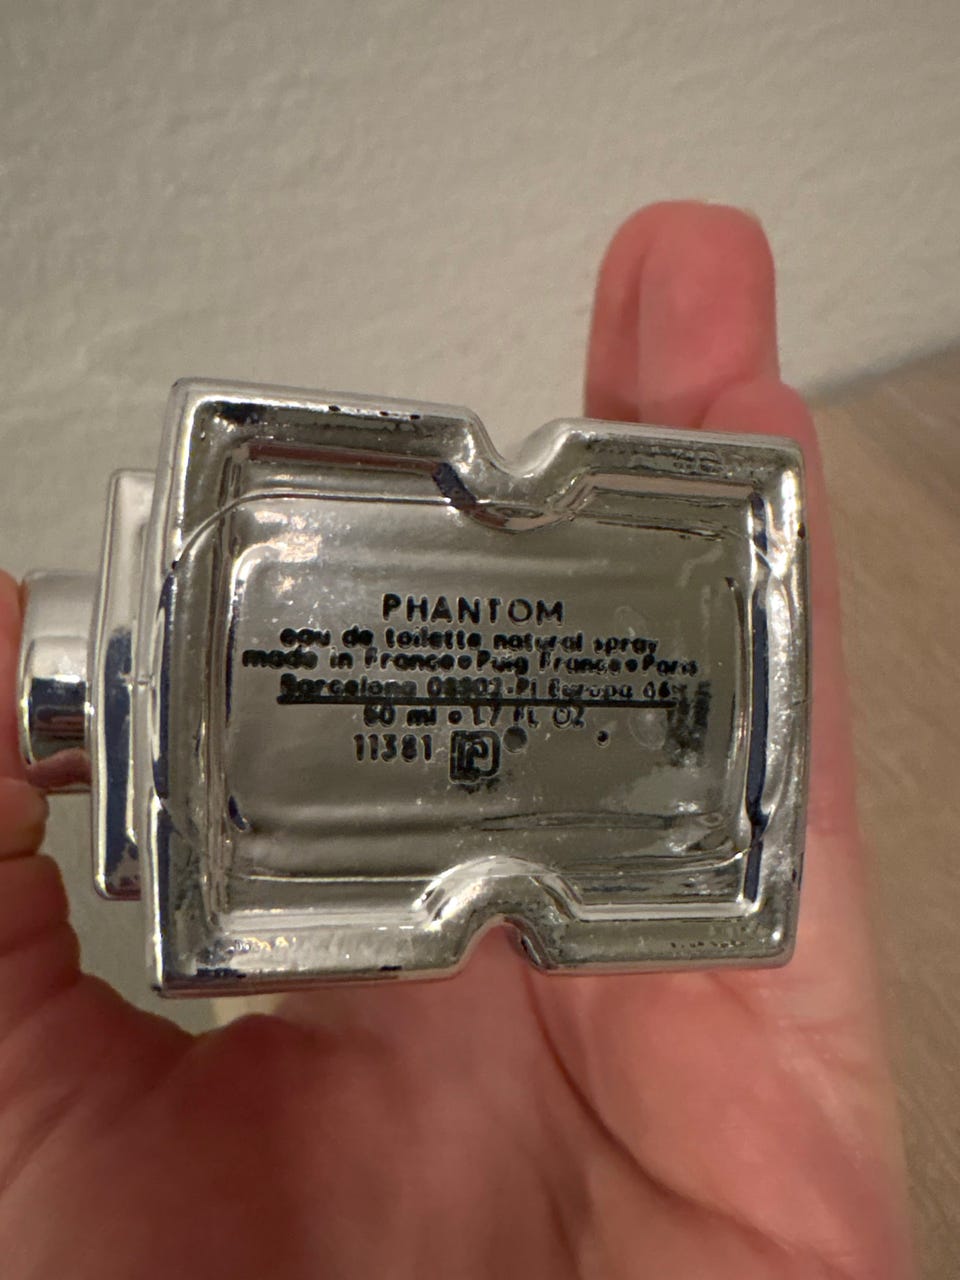 PHANTOM
eau de toilette natural spray
made in France•Puig France•Paris
Barcelona 08902-Pl Europa 46
50 ml • 1.7 FL OZ
11381